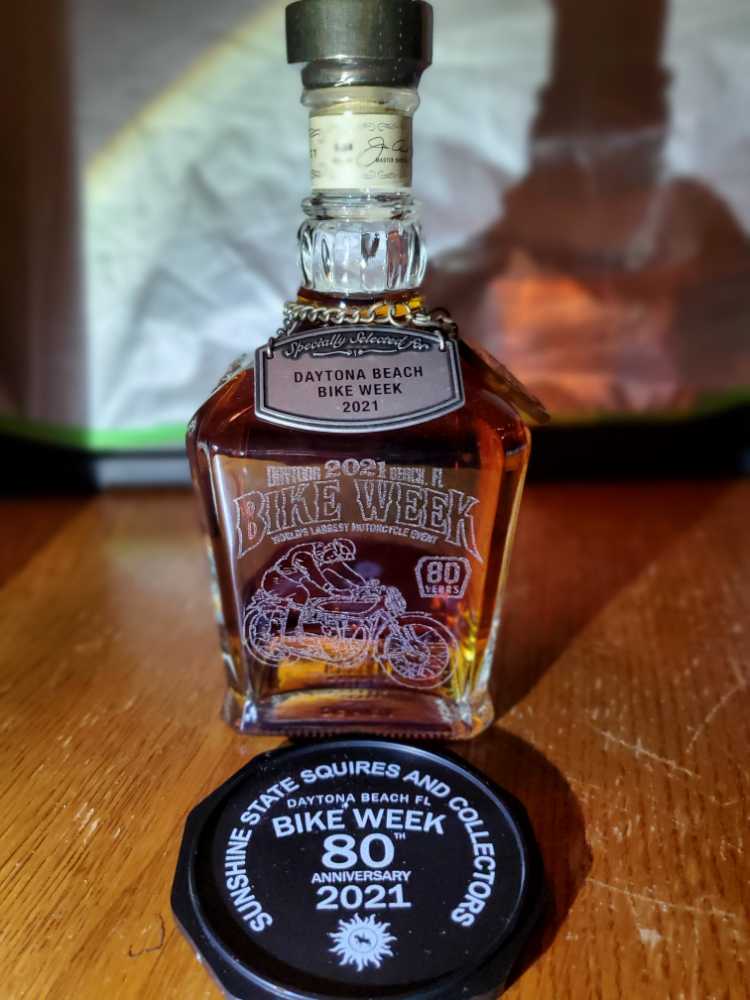 Specially Selected For
DAYTONA BEACH
BIKE WEEK
2021
DAYTONA 2021 BEACH, FL
BIKE WEEK
WORLD'S LARGEST MOTORCYCLE EVENT
80
YEARS
SUNSHINE STATE SQUIRES AND COLLECTORS
DAYTONA BEACH FL
BIKE WEEK
80TH
ANNIVERSARY
2021